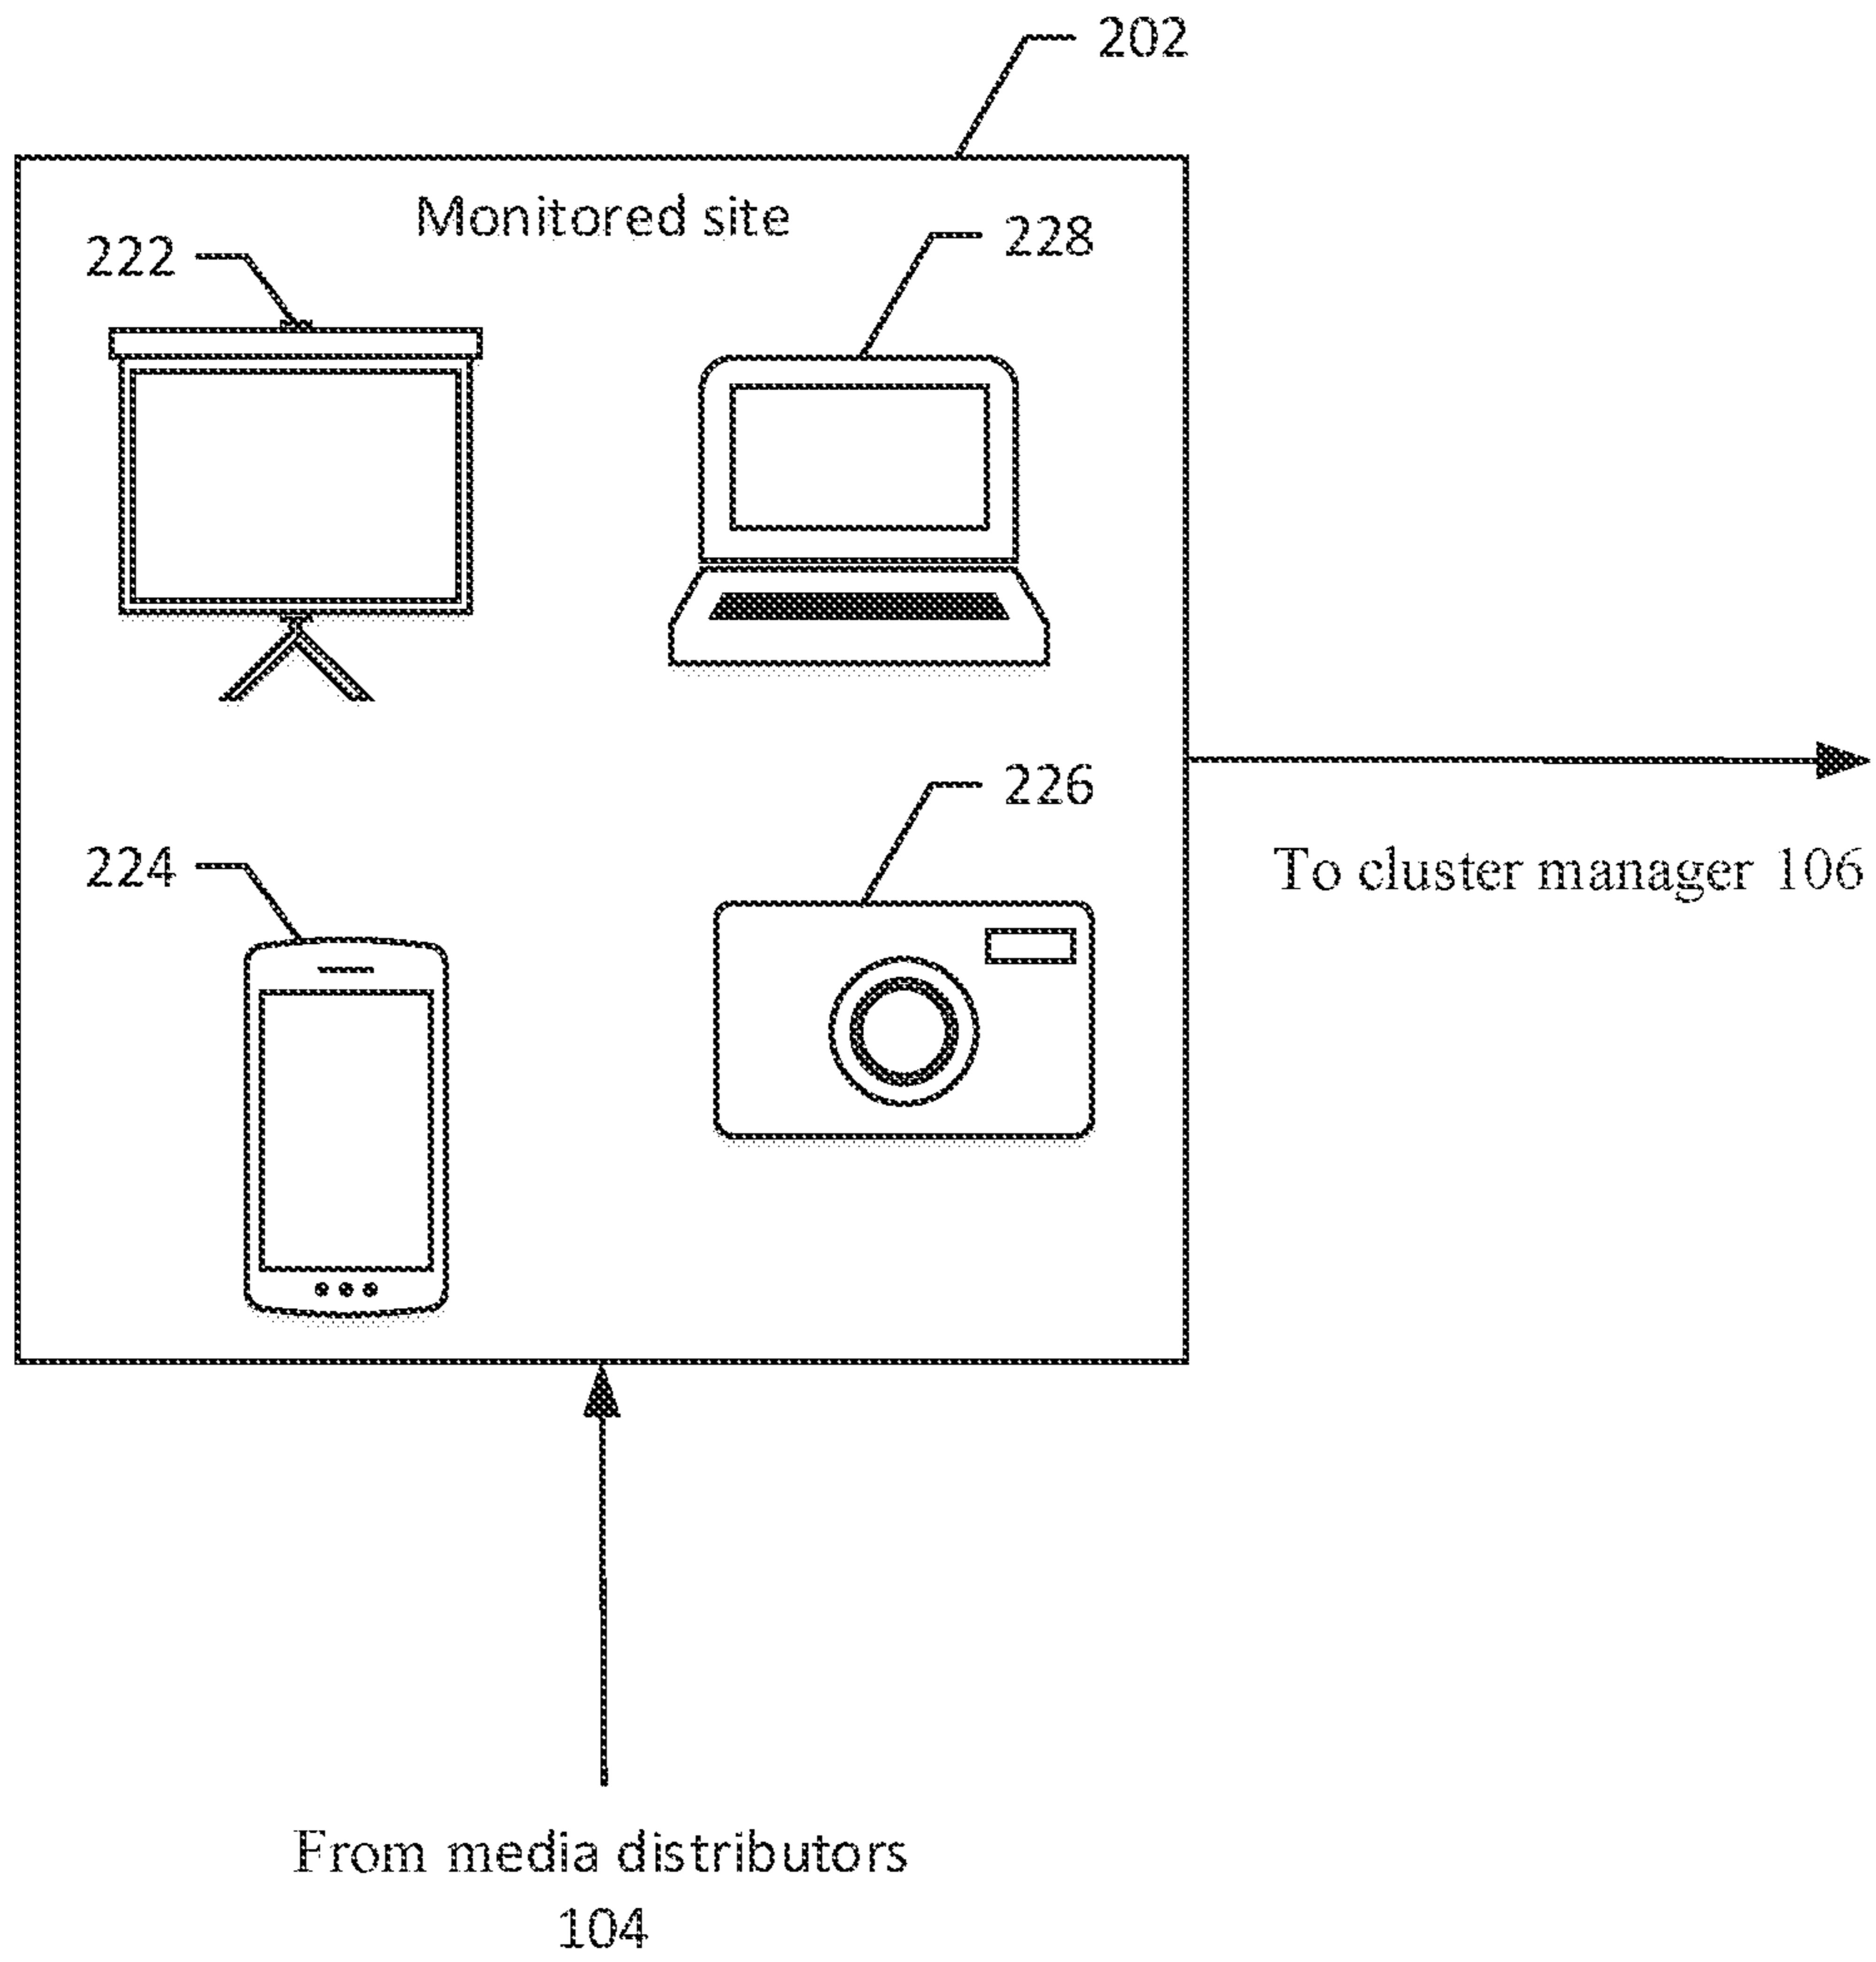 202
Monitored site
222
228
226
224
To cluster manager 106
From media distributors
104